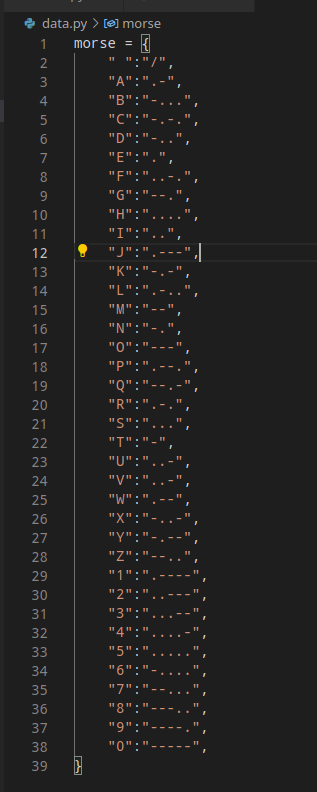 data.py > morse
1 morse = {
2 " ":"/",
3 "A":".-",
4 "B":"-...",
5 "C":"-.-.",
6 "D":"-..",
7 "E":".",
8 "F":"..-.",
9 "G":"--.",
10 "H":"....",
11 "I":"..",
12 "J":".---",
13 "K":"-.-",
14 "L":".-..",
15 "M":"--",
16 "N":"-.",
17 "O":"---",
18 "P":".--.",
19 "Q":"--.-",
20 "R":".-.",
21 "S":"...",
22 "T":"-",
23 "U":"..-",
24 "V":"..-",
25 "W":".--",
26 "X":"-..-",
27 "Y":"-.--",
28 "Z":"--..",
29 "1":".----",
30 "2":"..---",
31 "3":"...--",
32 "4":"....-",
33 "5":".....",
34 "6":"-....",
35 "7":"--...",
36 "8":"---..",
37 "9":"----.",
38 "0":"-----",
39 }